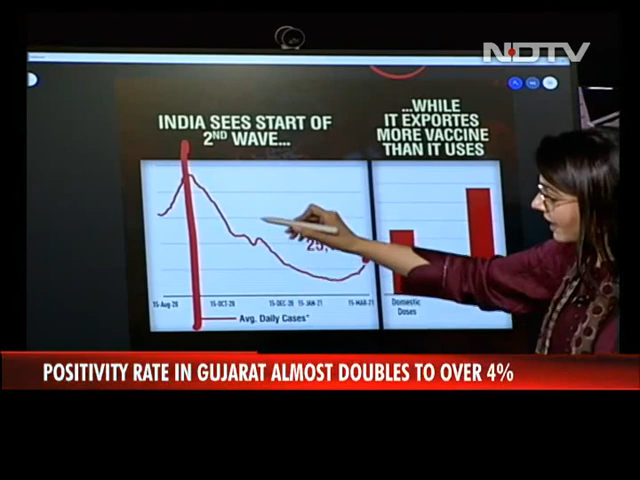 NDTV
INDIA SEES START OF
2ND WAVE...
...WHILE
IT EXPORTES
MORE VACCINE
THAN IT USES
15-Aug-20 15-OCT-20 15-DEC-20 15-JAN-21 15-MAR-21
Avg. Daily Cases*
Domestic
Doses
POSITIVITY RATE IN GUJARAT ALMOST DOUBLES TO OVER 4%